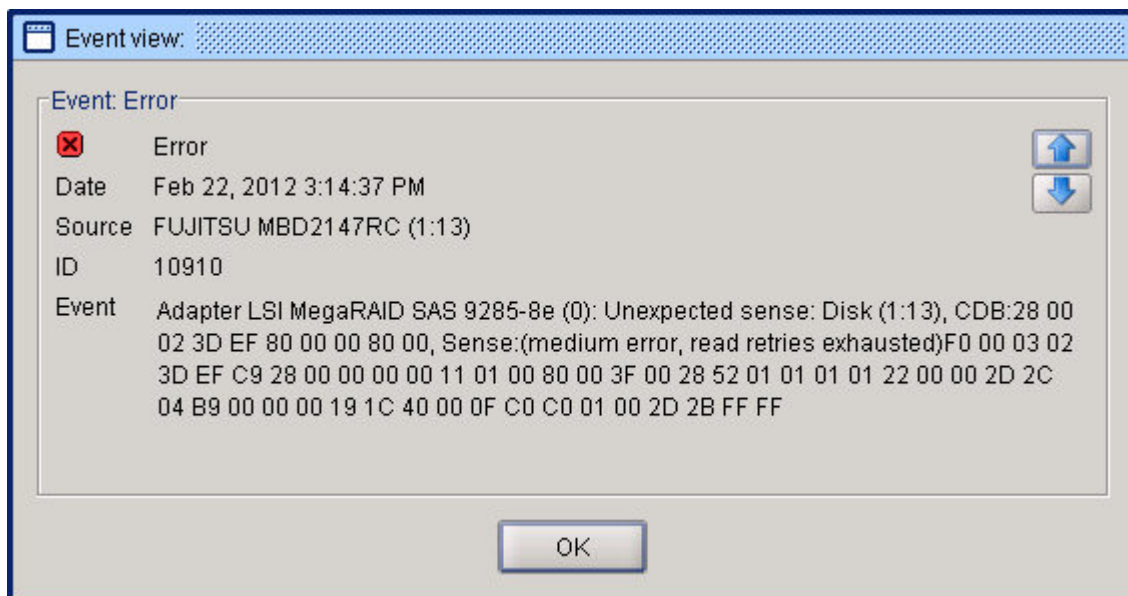 Event view:
Event: Error
Error
Date Feb 22, 2012 3:14:37 PM
Source FUJITSU MBD2147RC (1:13)
ID 10910
Event Adapter LSI MegaRAID SAS 9285-8e (0): Unexpected sense: Disk (1:13), CDB:28 00
02 3D EF 80 00 00 80 00, Sense:(medium error, read retries exhausted)F0 00 03 02
3D EF C9 28 00 00 00 00 11 01 00 80 00 3F 00 28 52 01 01 01 01 22 00 00 2D 2C
04 B9 00 00 00 19 1C 40 00 0F C0 C0 01 00 2D 2B FF FF
OK